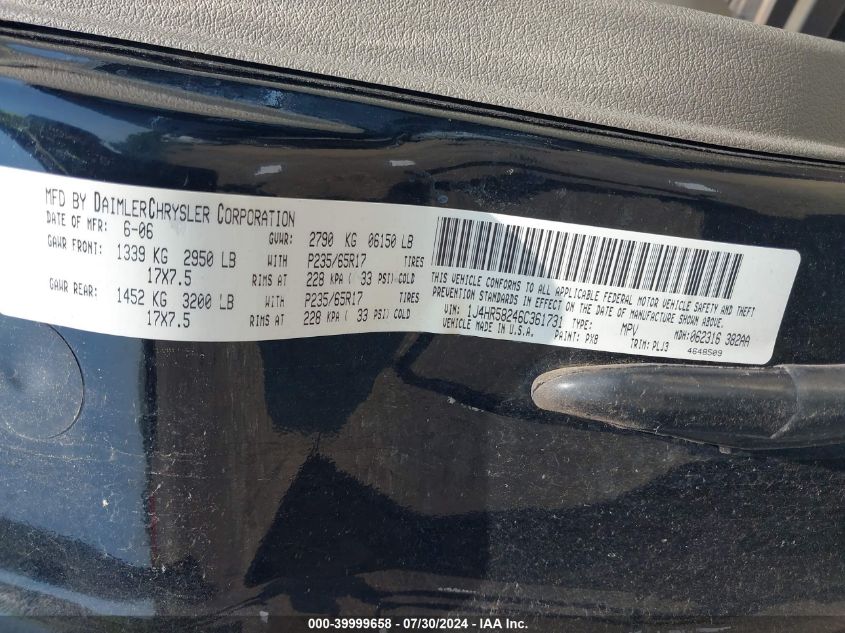 MFD BY DAIMLERCHRYSLER CORPORATION
DATE OF MFR: 6-06 GVWR: 2790 KG 06150 LB
GAWR FRONT: 1339 KG 2950 LB WITH P235/65R17 TIRES
17X7.5 RIMS AT 228 KPA ( 33 PSI) COLD
GAWR REAR: 1452 KG 3200 LB WITH P235/65R17 TIRES
17X7.5 RIMS AT 228 KPA ( 33 PSI) COLD
THIS VEHICLE CONFORMS TO ALL APPLICABLE FEDERAL MOTOR VEHICLE SAFETY AND THEFT
PREVENTION STANDARDS IN EFFECT ON THE DATE OF MANUFACTURE SHOWN ABOVE.
VIN: 1J4HR58246C361731 TYPE: MPV MDH:062316 382AA
VEHICLE MADE IN U.S.A. PAINT: PX8 TRIM: PLJ3 4648509
000-39999658 - 07/30/2024 - IAA Inc.